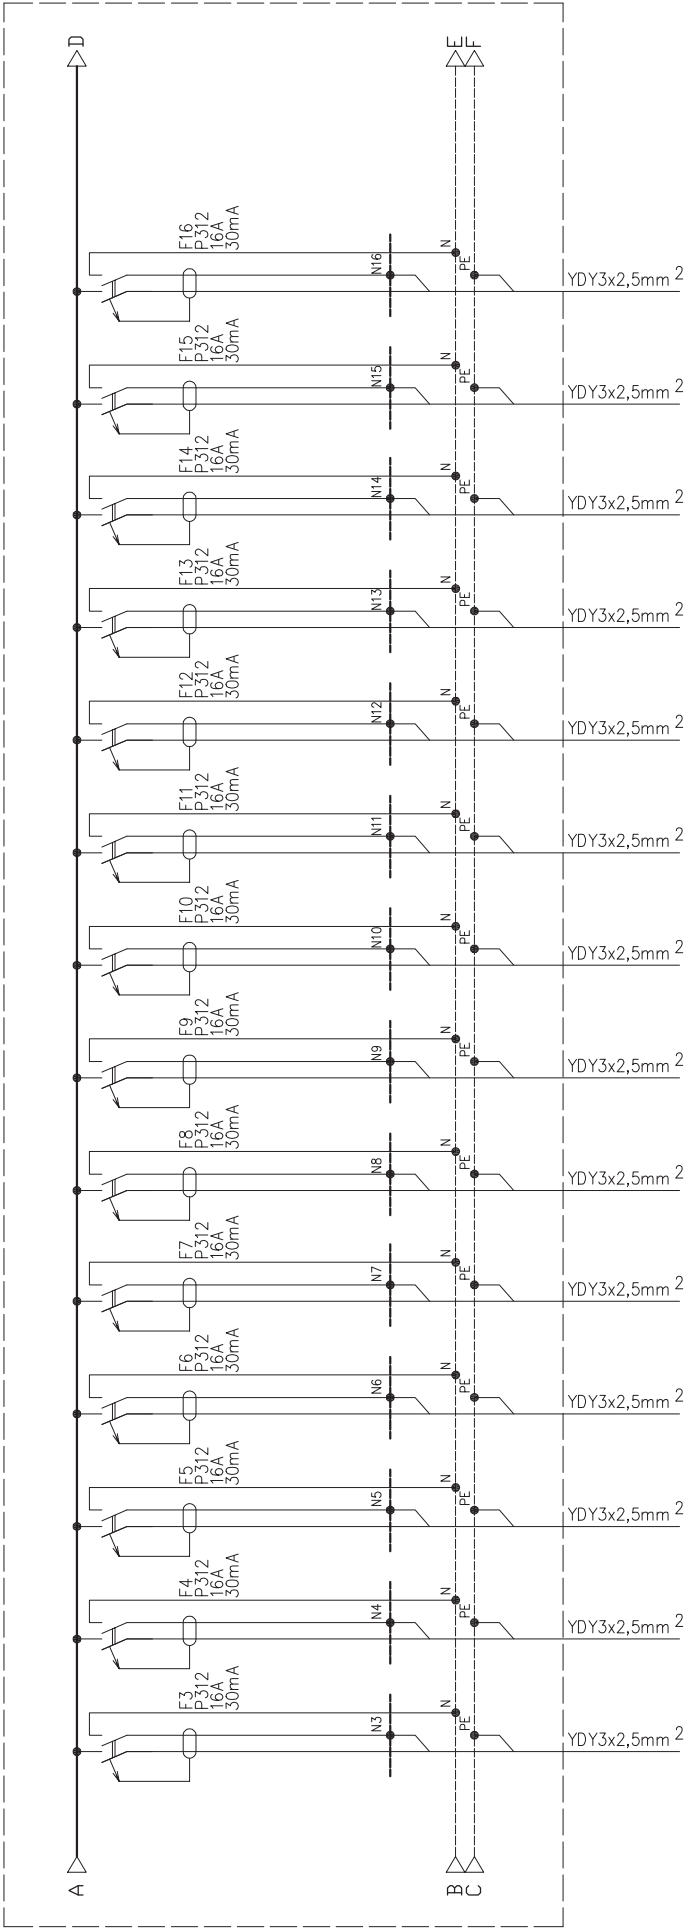 D
E
F
F16
P312
16A
30mA
N16
N
PE
YDY3x2,5mm 2
F15
P312
16A
30mA
N15
N
PE
YDY3x2,5mm 2
F14
P312
16A
30mA
N14
N
PE
YDY3x2,5mm 2
F13
P312
16A
30mA
N13
N
PE
YDY3x2,5mm 2
F12
P312
16A
30mA
N12
N
PE
YDY3x2,5mm 2
F11
P312
16A
30mA
N11
N
PE
YDY3x2,5mm 2
F10
P312
16A
30mA
N10
N
PE
YDY3x2,5mm 2
F9
P312
16A
30mA
N9
N
PE
YDY3x2,5mm 2
F8
P312
16A
30mA
N8
N
PE
YDY3x2,5mm 2
F7
P312
16A
30mA
N7
N
PE
YDY3x2,5mm 2
F6
P312
16A
30mA
N6
N
PE
YDY3x2,5mm 2
F5
P312
16A
30mA
N5
N
PE
YDY3x2,5mm 2
F4
P312
16A
30mA
N4
N
PE
YDY3x2,5mm 2
F3
P312
16A
30mA
N3
N
PE
YDY3x2,5mm 2
A
B
C